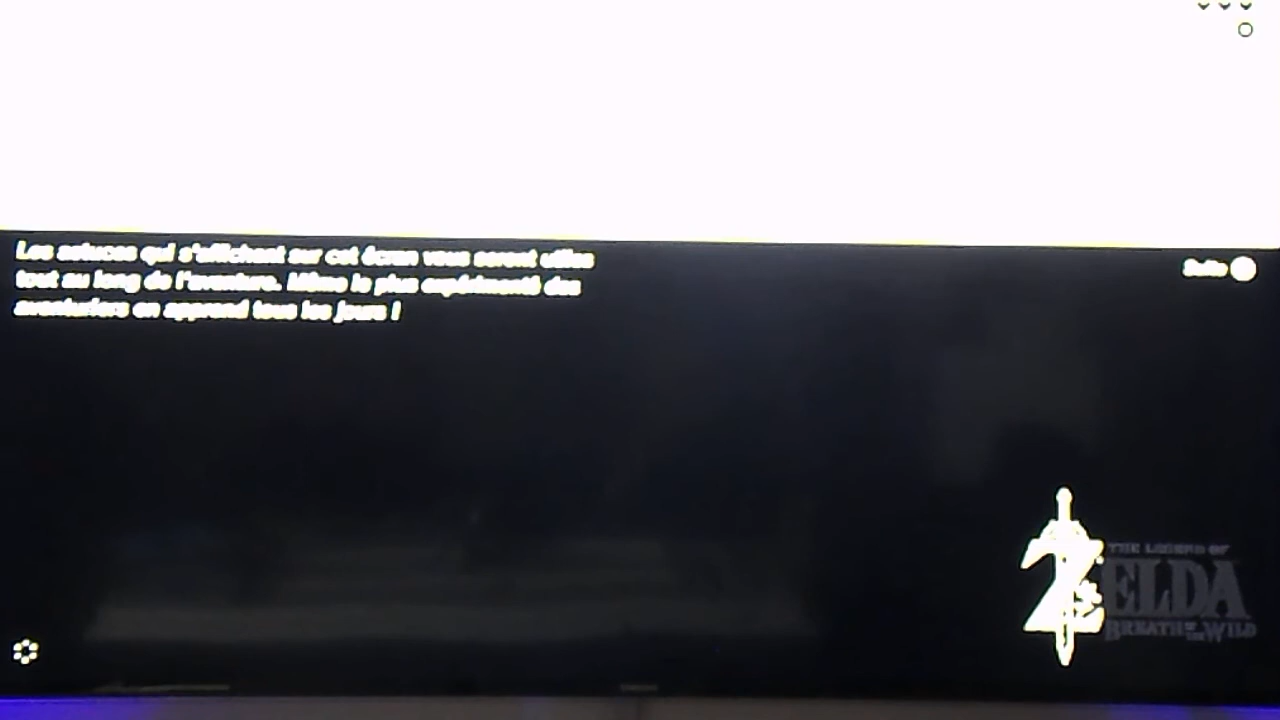 Les astuces qui s'affichent sur cet écran vous seront utiles
tout au long de l'aventure. Même le plus expérimenté des
aventuriers en apprend tous les jours !
Suite
THE LEGEND OF
ZELDA
BREATH OF THE WILD